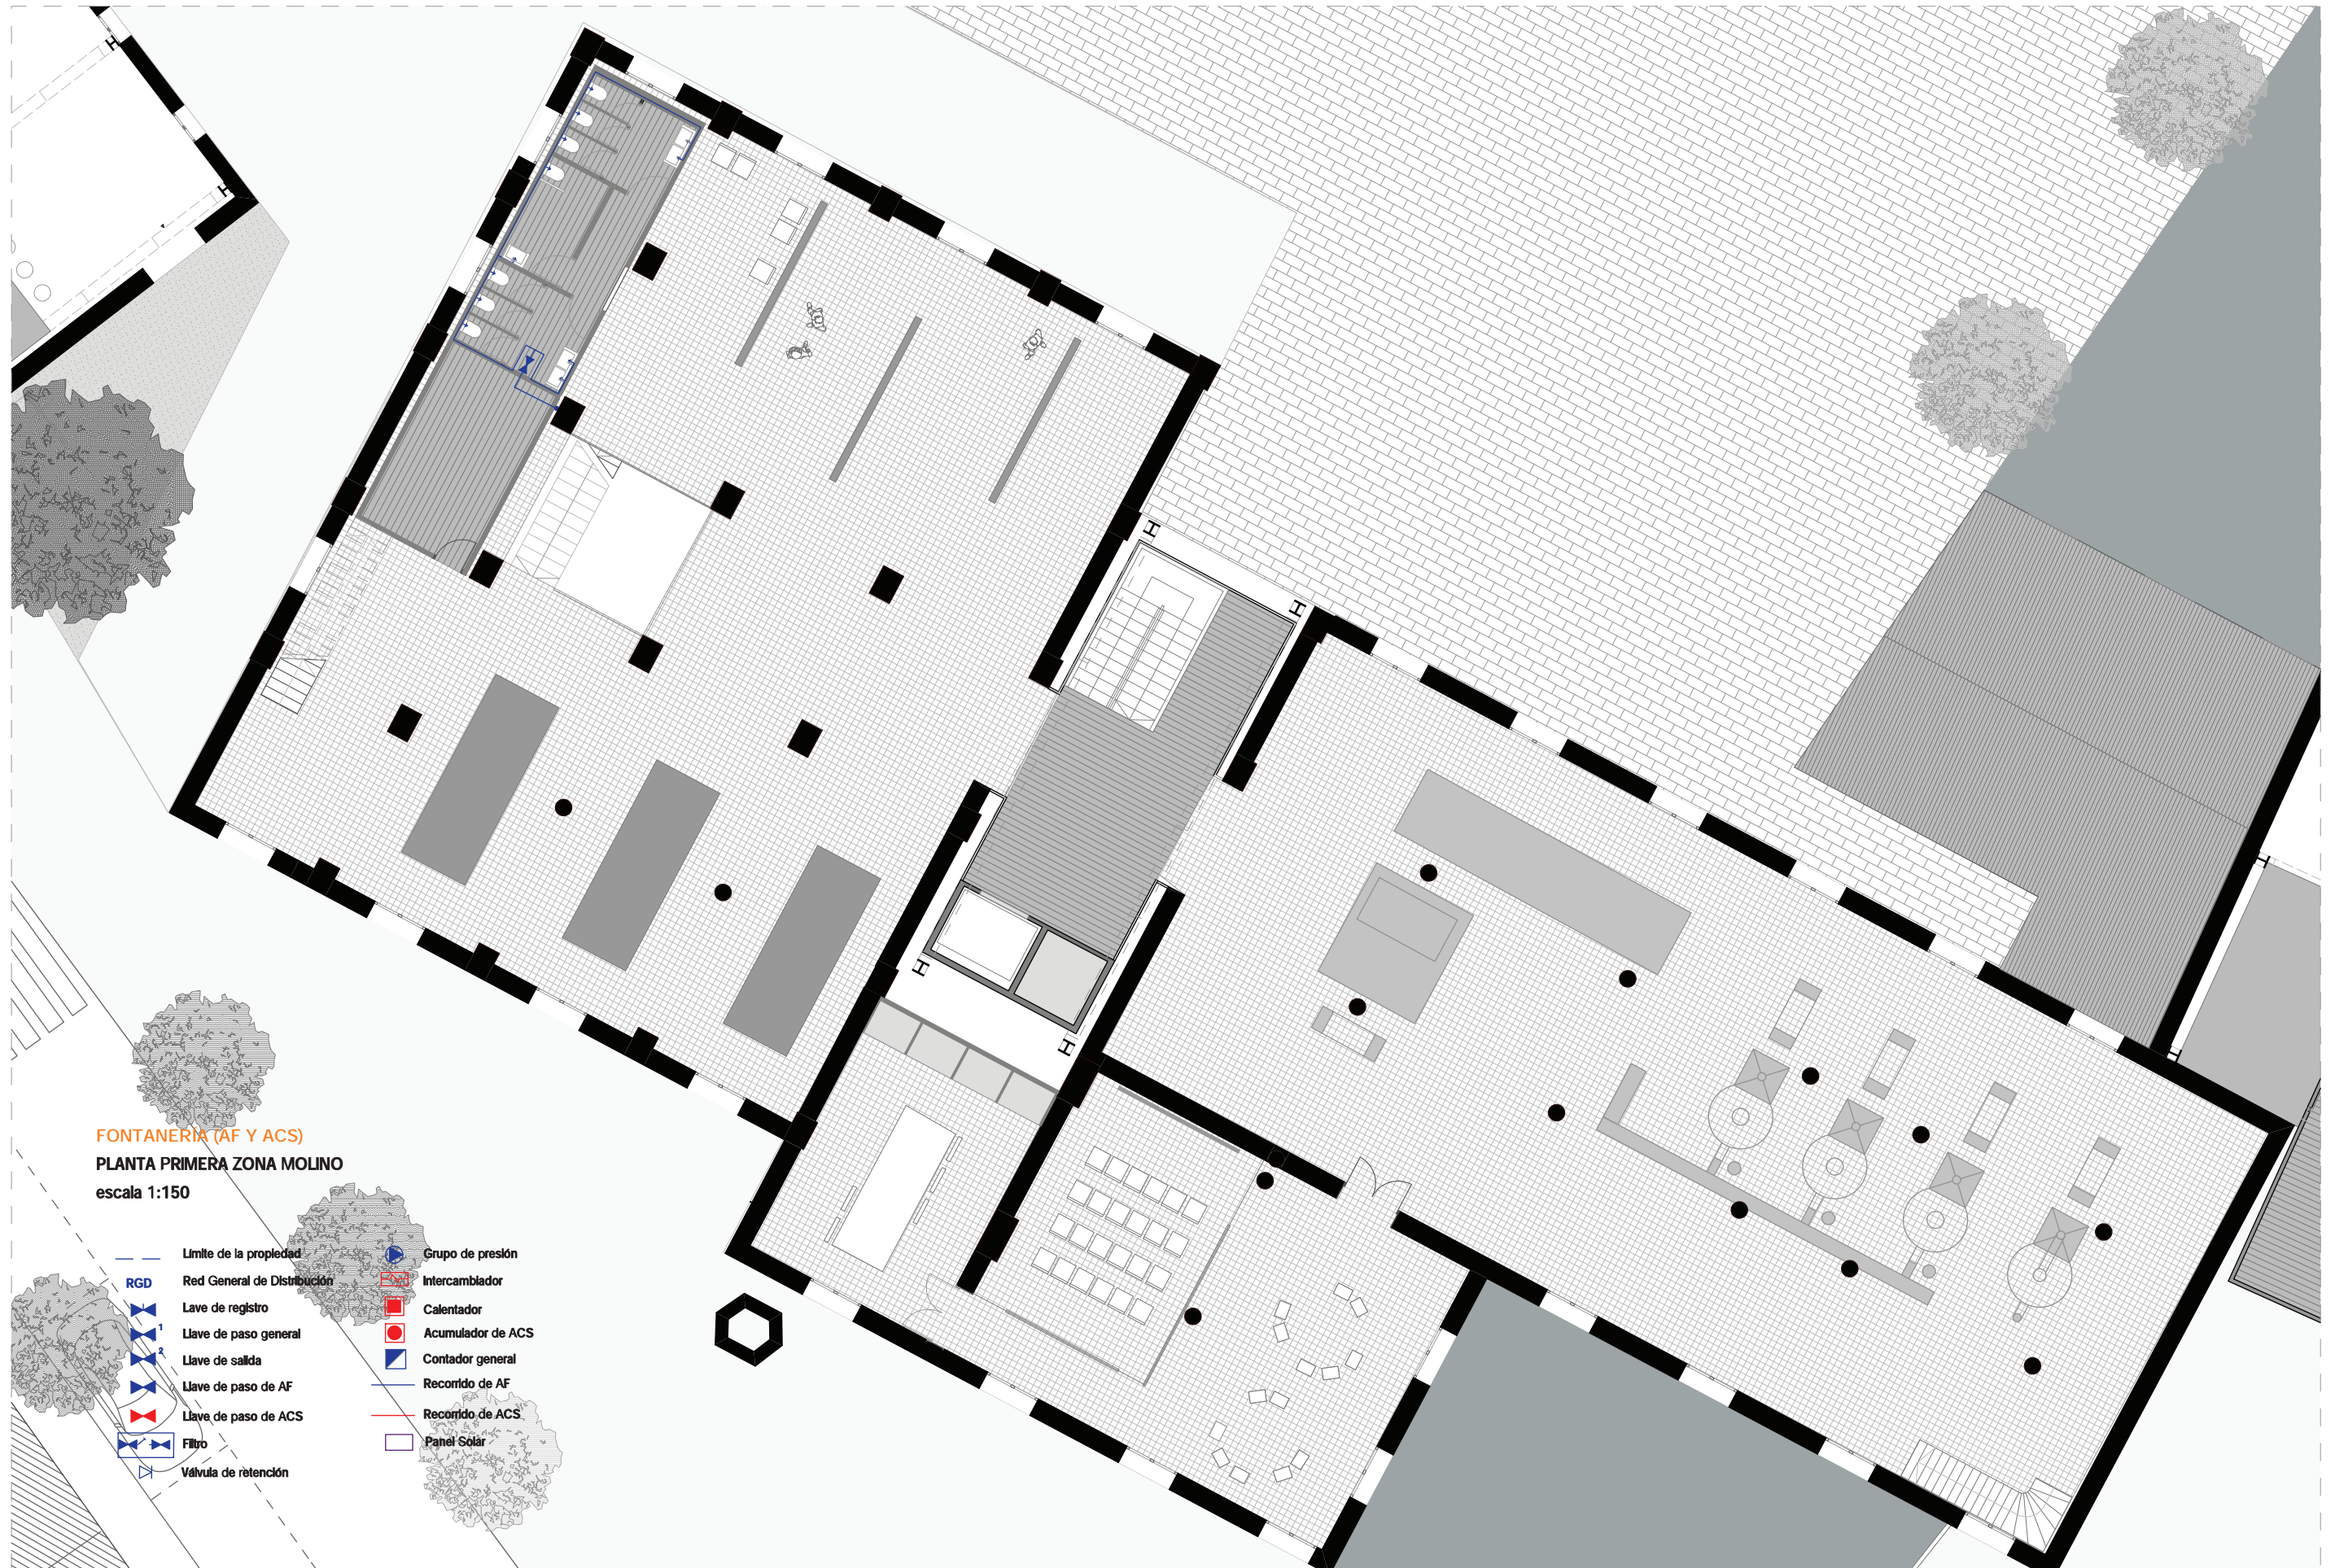 FONTANERÍA (AF Y ACS)
PLANTA PRIMERA ZONA MOLINO
escala 1:150
Límite de la propiedad
RGD Red General de Distribución
Lave de registro
1 Llave de paso general
2 Llave de salida
Llave de paso de AF
Llave de paso de ACS
Filtro
Válvula de retención
Grupo de presión
Intercambiador
Calentador
Acumulador de ACS
Contador general
Recorrido de AF
Recorrido de ACS
Panel Solar